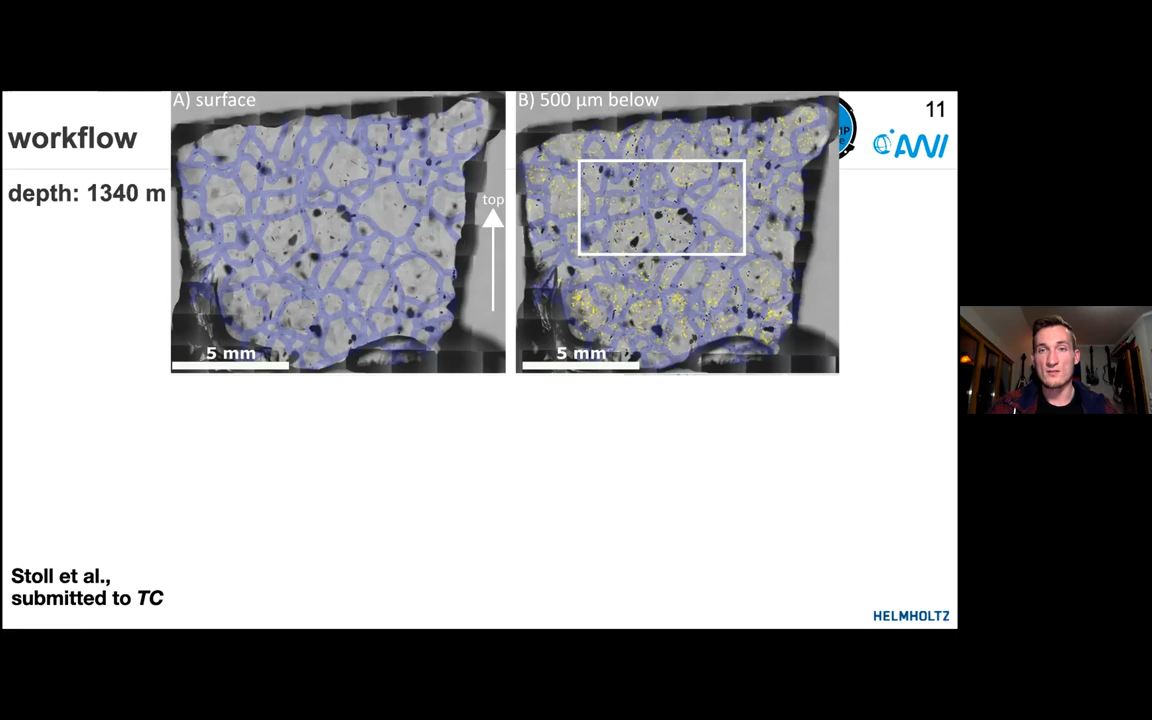 workflow
depth: 1340 m
A) surface
top
5 mm
B) 500 µm below
5 mm
11
AWI
Stoll et al.,
submitted to TC
HELMHOLTZ